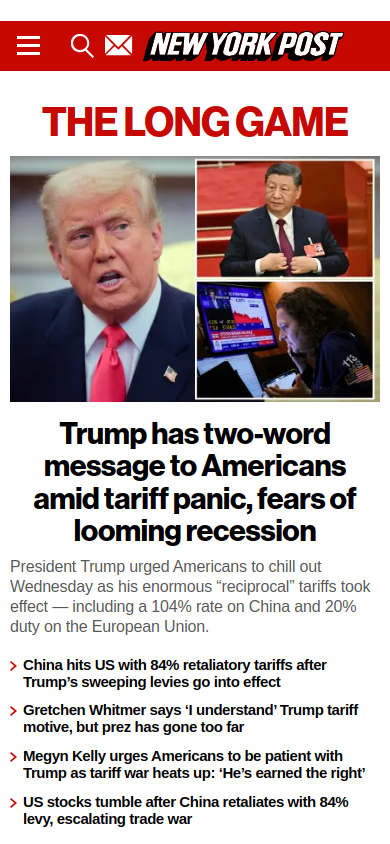 NEW YORK POST
THE LONG GAME
Trump has two-word
message to Americans
amid tariff panic, fears of
looming recession
President Trump urged Americans to chill out
Wednesday as his enormous “reciprocal” tariffs took
effect — including a 104% rate on China and 20%
duty on the European Union.
China hits US with 84% retaliatory tariffs after
Trump’s sweeping levies go into effect
Gretchen Whitmer says ‘I understand’ Trump tariff
motive, but prez has gone too far
Megyn Kelly urges Americans to be patient with
Trump as tariff war heats up: ‘He’s earned the right’
US stocks tumble after China retaliates with 84%
levy, escalating trade war